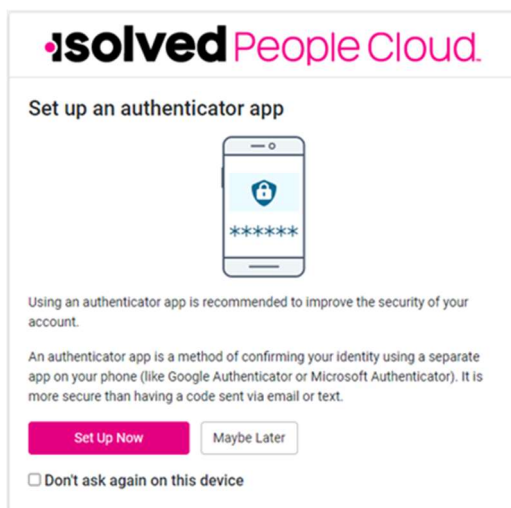 isolved People Cloud.
Set up an authenticator app
******
Using an authenticator app is recommended to improve the security of your
account.
An authenticator app is a method of confirming your identity using a separate
app on your phone (like Google Authenticator or Microsoft Authenticator). It is
more secure than having a code sent via email or text.
Set Up Now Maybe Later
Don't ask again on this device